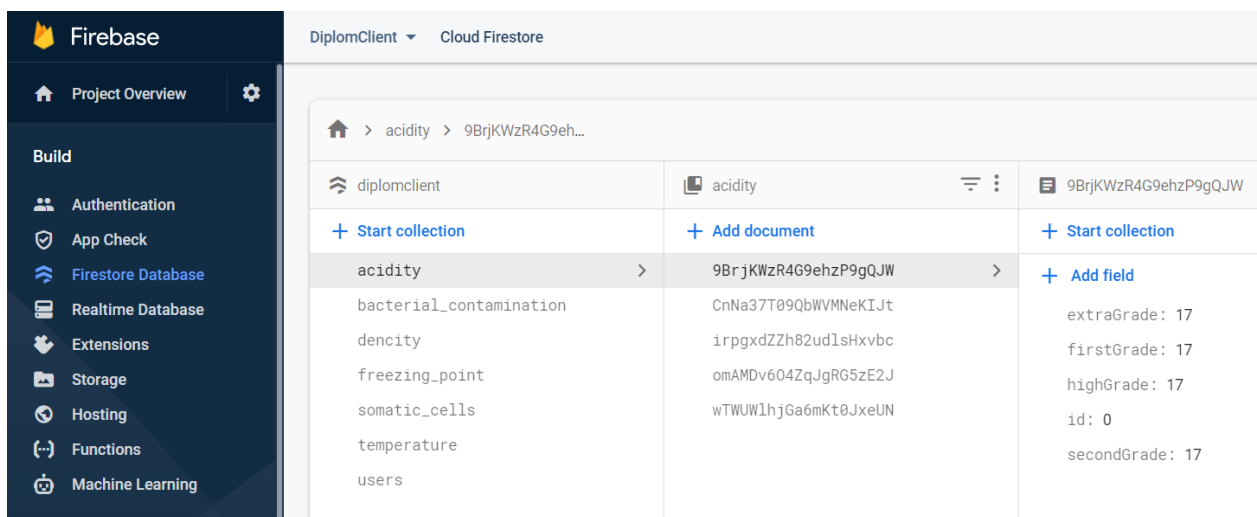 Firebase
Project Overview
Build
Authentication
App Check
Firestore Database
Realtime Database
Extensions
Storage
Hosting
Functions
Machine Learning
DiplomClient Cloud Firestore
acidity > 9BrjKWzR4G9eh...
diplomclient
+ Start collection
acidity
bacterial_contamination
dencity
freezing_point
somatic_cells
temperature
users
acidity
+ Add document
9BrjKWzR4G9ehzP9gQJW
CnNa37T09QbWVMNeKIJt
irpgxdZZh82udlsHxvbc
omAMDv6O4ZqJgRG5zE2J
wTWUWlhjGa6mKt0JxeUN
9BrjKWzR4G9ehzP9gQJW
+ Start collection
+ Add field
extraGrade: 17
firstGrade: 17
highGrade: 17
id: 0
secondGrade: 17